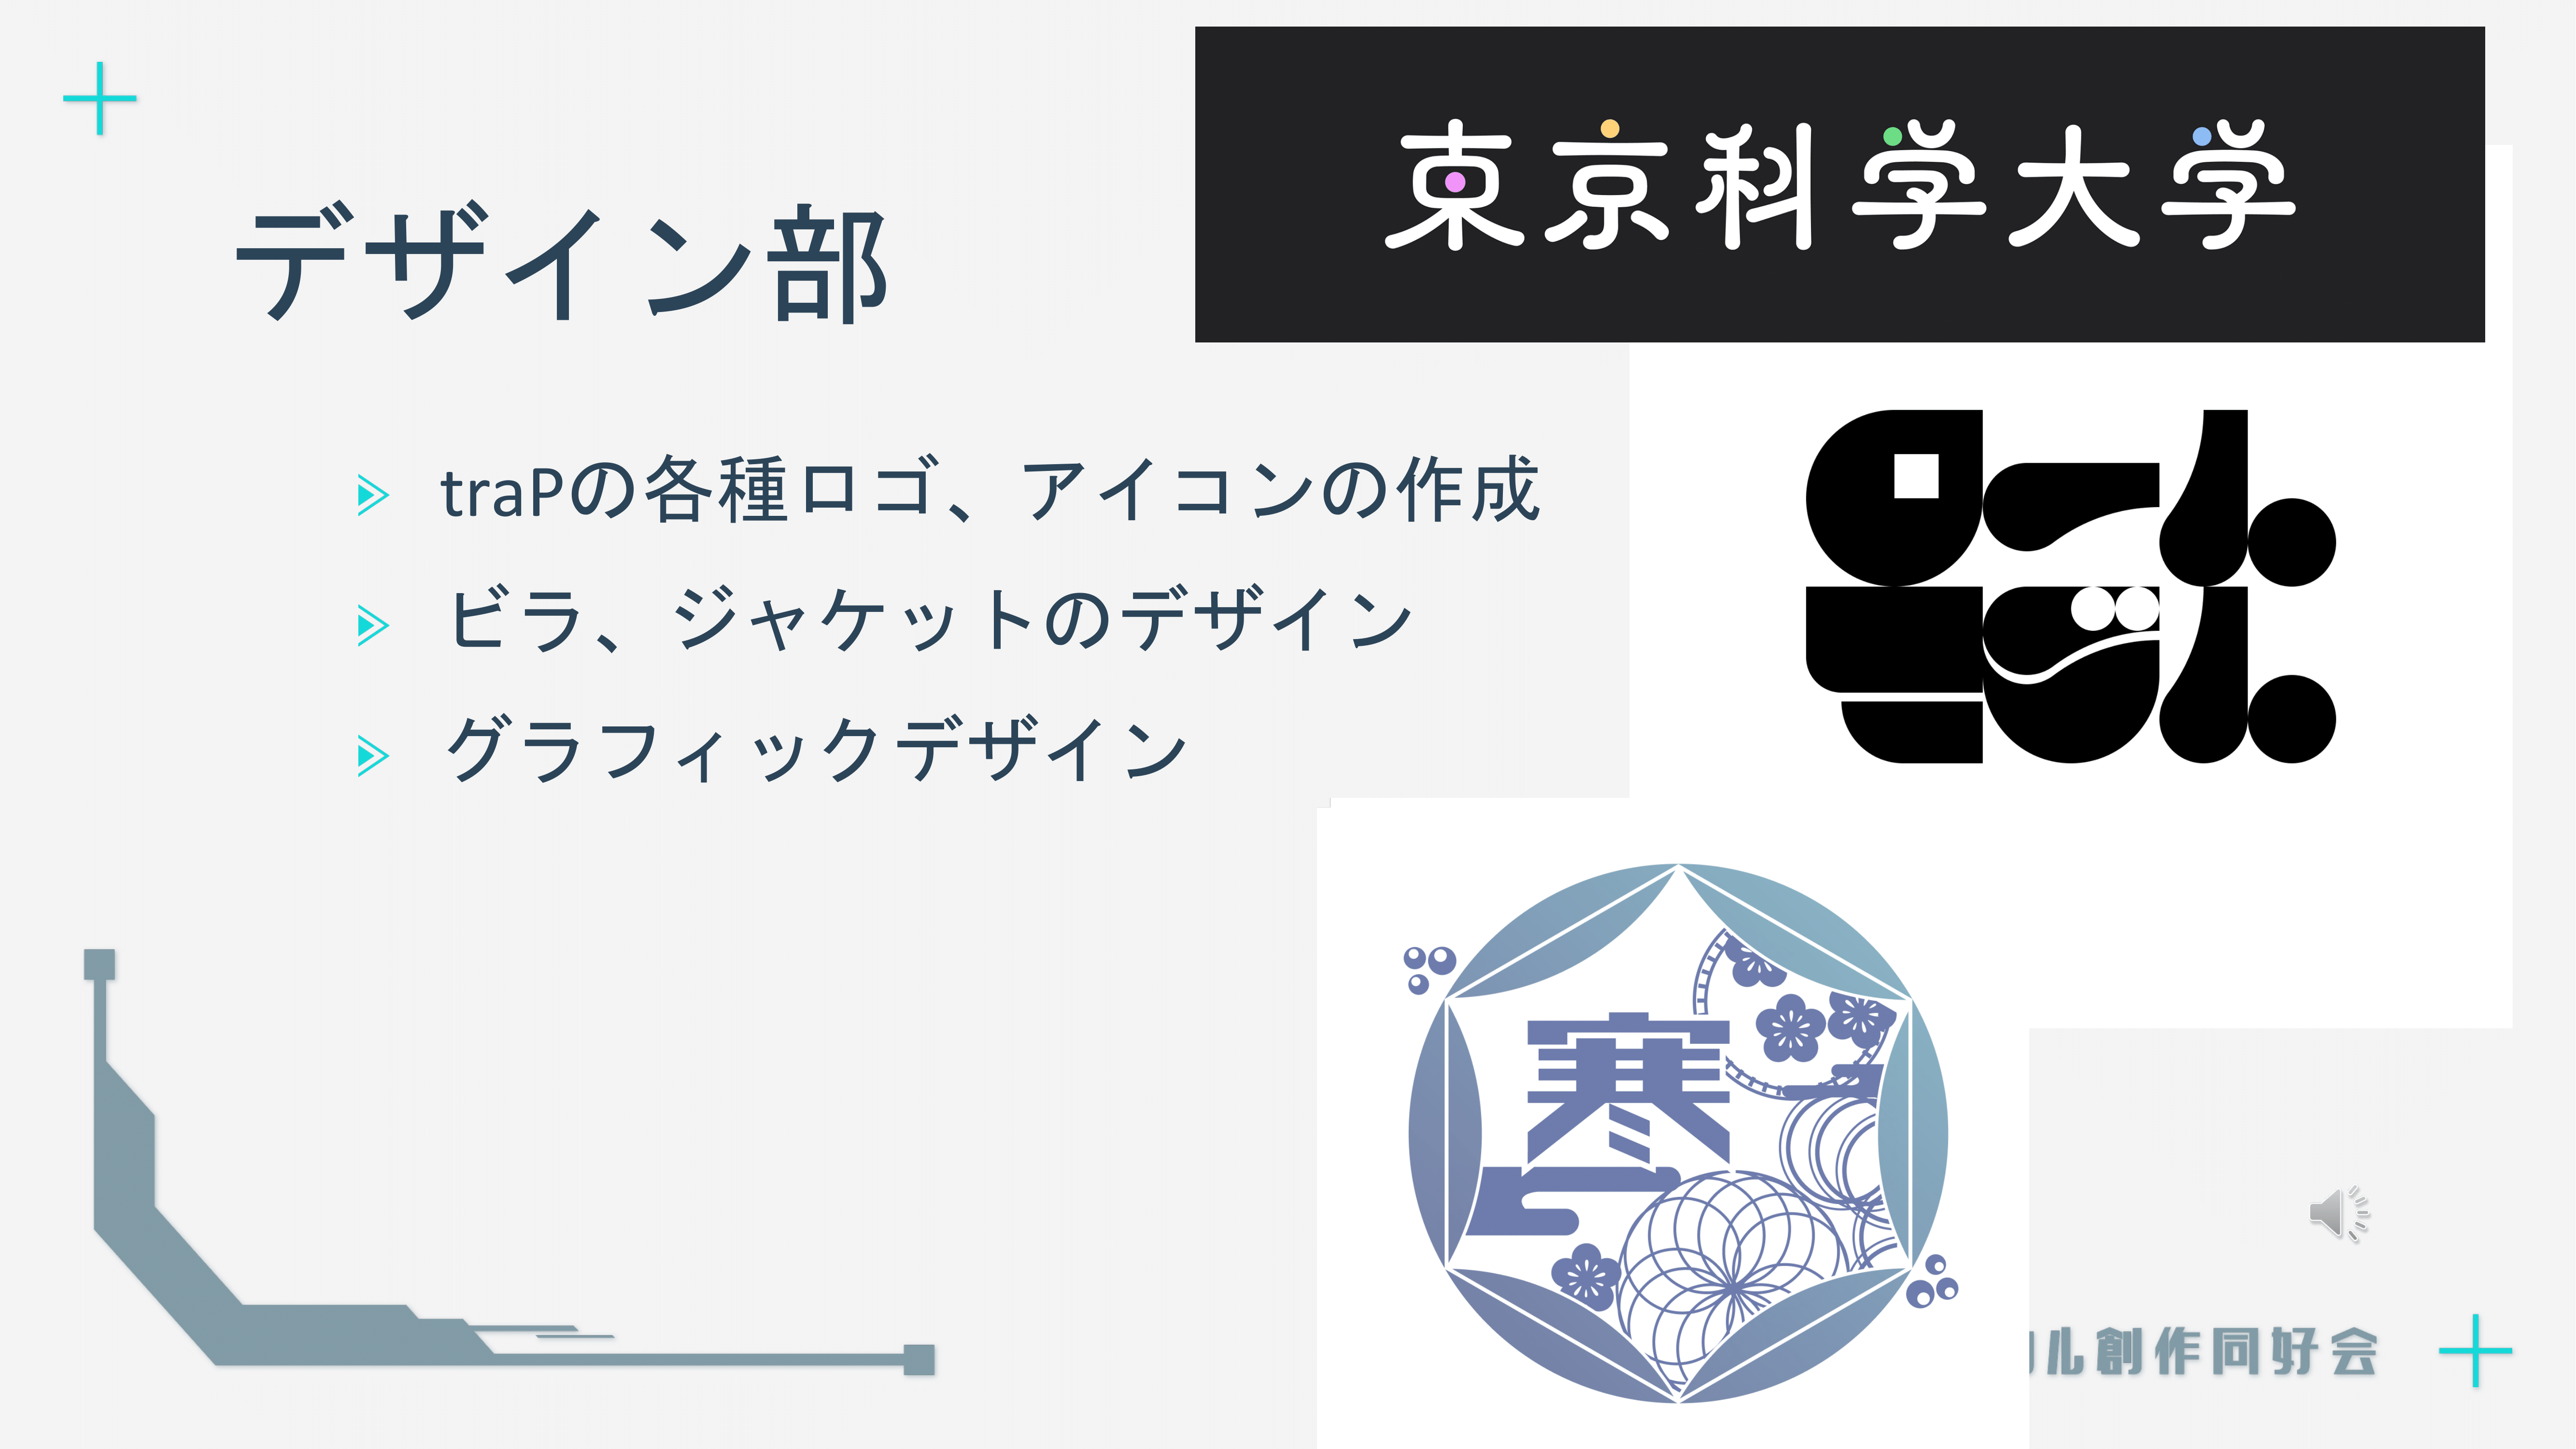 デザイン部
東京科学大学
traPの各種ロゴ、アイコンの作成
ビラ、ジャケットのデザイン
グラフィックデザイン
寒
ル創作同好会